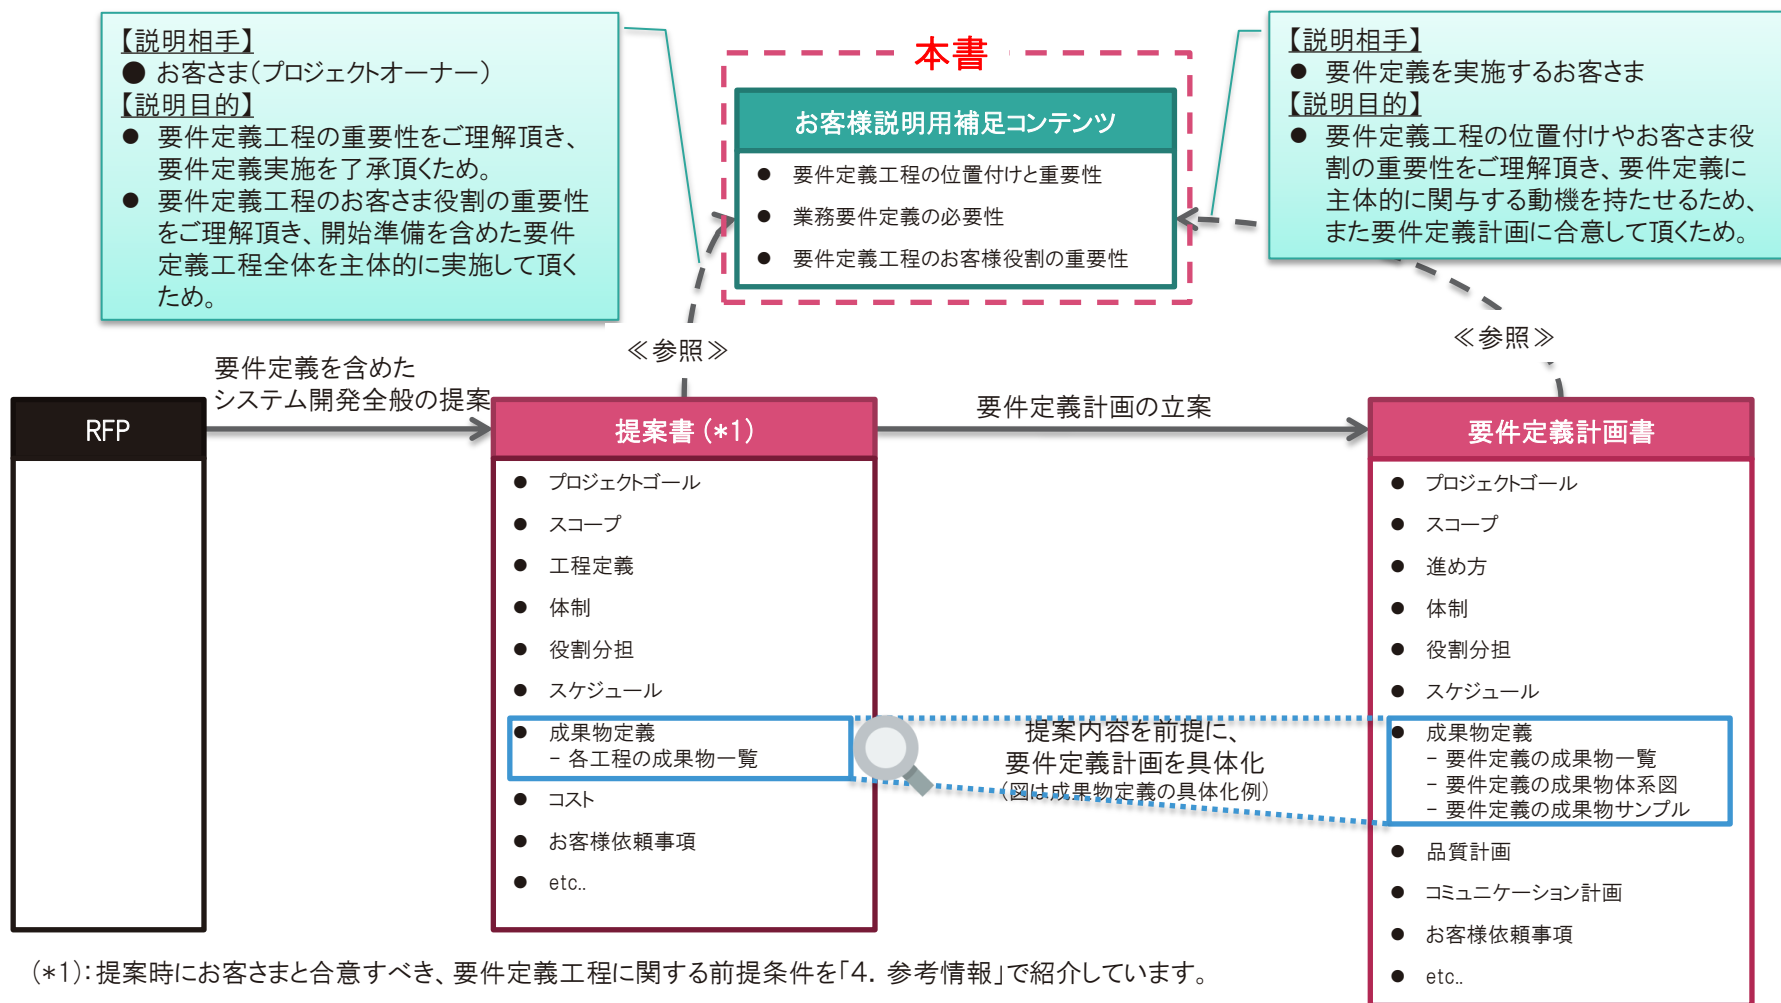 【説明相手】
● お客さま(プロジェクトオーナー)
【説明目的】
● 要件定義工程の重要性をご理解頂き、
要件定義実施を了承頂くため。
● 要件定義工程のお客さま役割の重要性
をご理解頂き、開始準備を含めた要件
定義工程全体を主体的に実施して頂く
ため。
本書
お客様説明用補足コンテンツ
● 要件定義工程の位置付けと重要性
● 業務要件定義の必要性
● 要件定義工程のお客様役割の重要性
【説明相手】
● 要件定義を実施するお客さま
【説明目的】
● 要件定義工程の位置付けやお客さま役
割の重要性をご理解頂き、要件定義に
主体的に関与する動機を持たせるため、
また要件定義計画に合意して頂くため。
≪参照≫
≪参照≫
要件定義を含めた
システム開発全般の提案
要件定義計画の立案
RFP
提案書(*1)
● プロジェクトゴール
● スコープ
● 工程定義
● 体制
● 役割分担
● スケジュール
● 成果物定義
- 各工程の成果物一覧
● コスト
● お客様依頼事項
● etc..
提案内容を前提に、
要件定義計画を具体化
(図は成果物定義の具体化例)
要件定義計画書
● プロジェクトゴール
● スコープ
● 進め方
● 体制
● 役割分担
● スケジュール
● 成果物定義
- 要件定義の成果物一覧
- 要件定義の成果物体系図
- 要件定義の成果物サンプル
● 品質計画
● コミュニケーション計画
● お客様依頼事項
● etc..
(*1):提案時にお客さまと合意すべき、要件定義工程に関する前提条件を「4. 参考情報」で紹介しています。